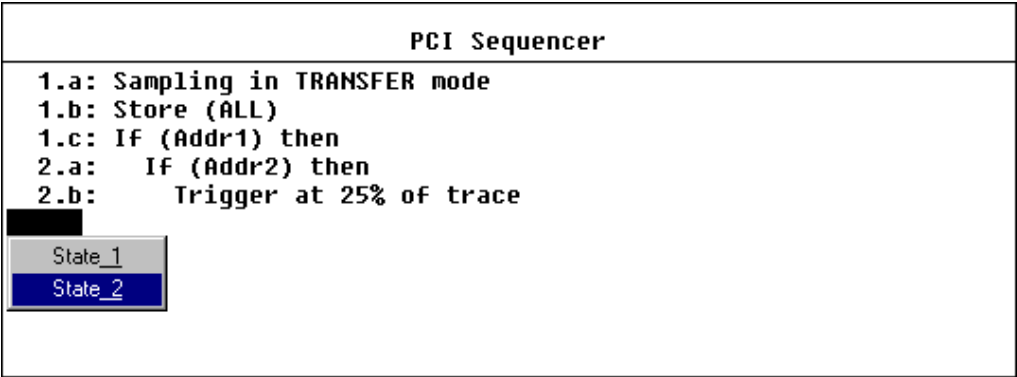 PCI Sequencer
1.a: Sampling in TRANSFER mode
1.b: Store (ALL)
1.c: If (Addr1) then
2.a: If (Addr2) then
2.b: Trigger at 25% of trace
State_1
State_2